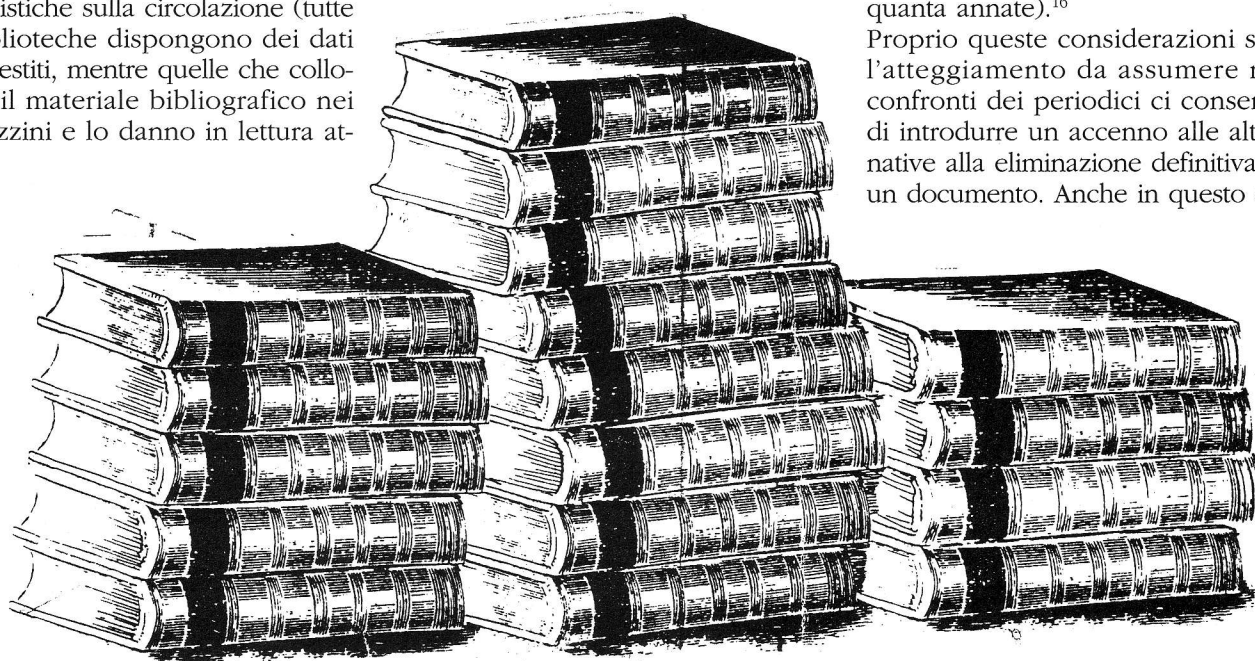 istiche sulla circolazione (tutte
blioteche dispongono dei dati
estiti, mentre quelle che collo-
il materiale bibliografico nei
zzini e lo danno in lettura at-
quanta annate).¹⁶
Proprio queste considerazioni s
l'atteggiamento da assumere n
confronti dei periodici ci conser
di introdurre un accenno alle alt
native alla eliminazione definitiva
un documento. Anche in questo